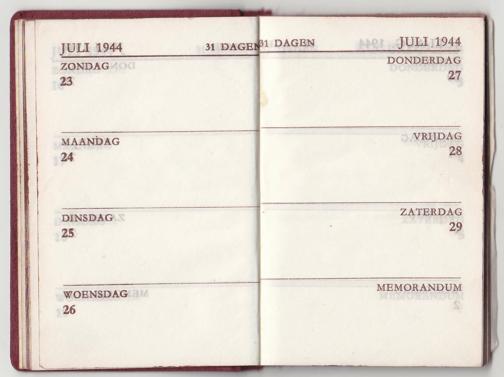 JULI 1944 31 DAGEN
ZONDAG
23
MAANDAG
24
DINSDAG
25
WOENSDAG
26
31 DAGEN JULI 1944
DONDERDAG
27
VRIJDAG
28
ZATERDAG
29
MEMORANDUM